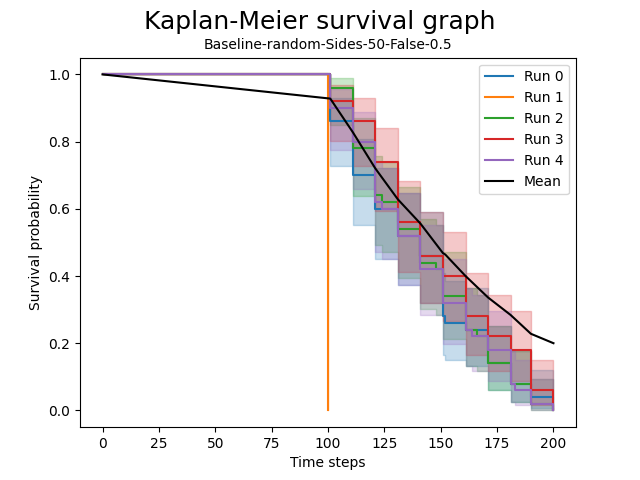 Kaplan-Meier survival graph
Baseline-random-Sides-50-False-0.5
Survival probability
1.0
0.8
0.6
0.4
0.2
0.0
Run 0
Run 1
Run 2
Run 3
Run 4
Mean
0 25 50 75 100 125 150 175 200
Time steps